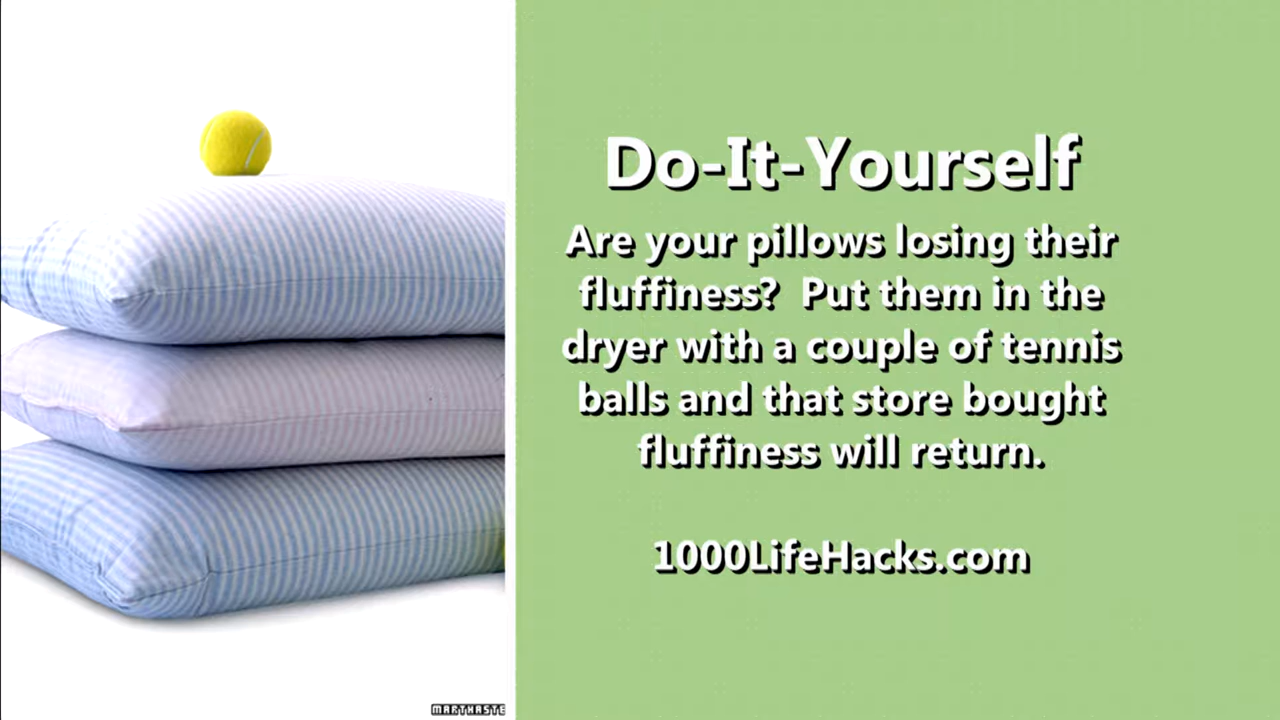 Do-It-Yourself
Are your pillows losing their
fluffiness?  Put them in the
dryer with a couple of tennis
balls and that store bought
fluffiness will return.
1000LifeHacks.com
MARTHASTE